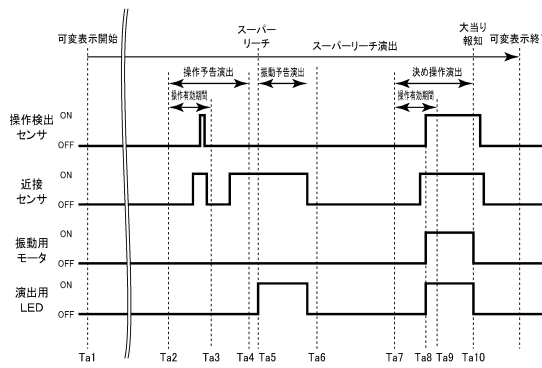 可変表示開始
スーパー
リーチ
スーパーリーチ演出
大当り
報知
可変表示終
操作予告演出
振動予告演出
決め操作演出
操作有効期間
操作有効期間
操作検出
センサ
ON
OFF
近接
センサ
ON
OFF
振動用
モータ
ON
OFF
演出用
LED
ON
OFF
Ta1
Ta2
Ta3
Ta4
Ta5
Ta6
Ta7
Ta8
Ta9
Ta10